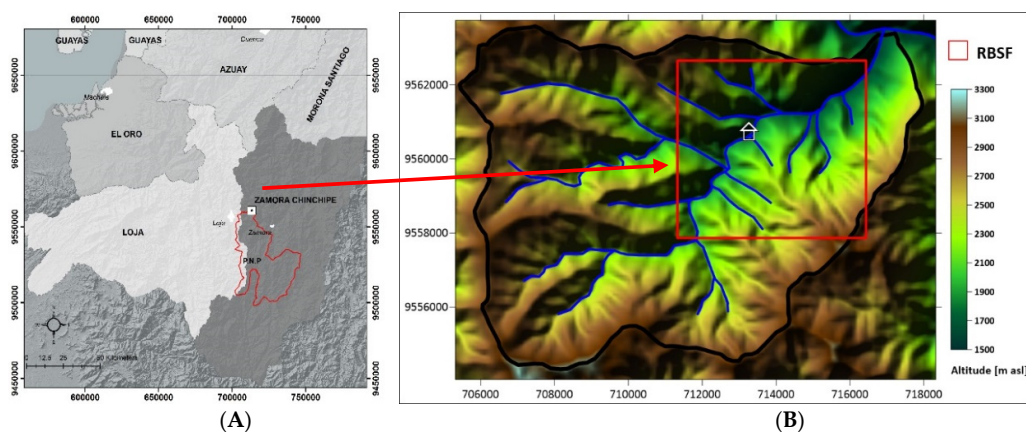 600000 650000 700000 750000
GUAYAS GUAYAS Cuenca
AZUAY
MORONA SANTIAGO
Machala
EL ORO
ZAMORA CHINCHIPE
Loja
Zamora
LOJA
P.N.P
0 12.5 25 50 Kilometers
9650000
9600000
9550000
9500000
9450000
9650000
9600000
9550000
9500000
9450000
600000 650000 700000 750000
(A)
9562000
9560000
9558000
9556000
706000 708000 710000 712000 714000 716000 718000
RBSF
3300
3100
2900
2700
2500
2300
2100
1900
1700
1500
Altitude [m asl]
(B)